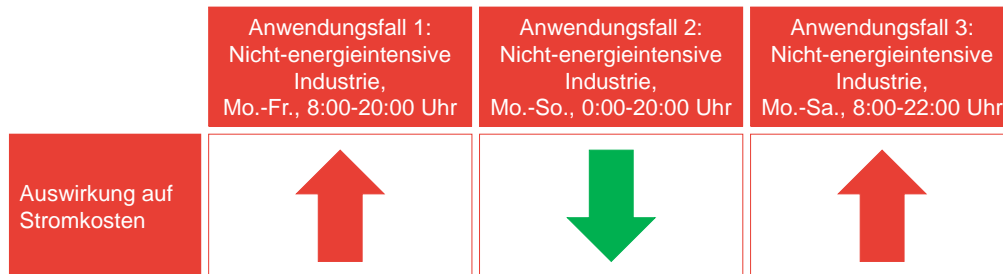 Anwendungsfall 1:
Nicht-energieintensive
Industrie,
Mo.-Fr., 8:00-20:00 Uhr
Anwendungsfall 2:
Nicht-energieintensive
Industrie,
Mo.-So., 0:00-20:00 Uhr
Anwendungsfall 3:
Nicht-energieintensive
Industrie,
Mo.-Sa., 8:00-22:00 Uhr
Auswirkung auf
Stromkosten